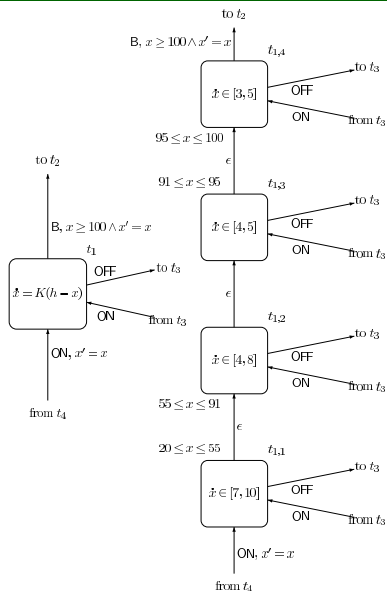 to t₂
B, x ≥ 100 ∧ x′ = x
t₁
ẋ = K(h − x)
OFF
to t₃
ON
from t₃
ON, x′ = x
from t₄
to t₂
B, x ≥ 100 ∧ x′ = x
t₁,₄
ẋ ∈ [3, 5]
to t₃
OFF
ON
from t₃
95 ≤ x ≤ 100
ϵ
91 ≤ x ≤ 95
t₁,₃
ẋ ∈ [4, 5]
to t₃
OFF
ON
from t₃
ϵ
t₁,₂
ẋ ∈ [4, 8]
to t₃
OFF
ON
from t₃
55 ≤ x ≤ 91
ϵ
20 ≤ x ≤ 55
t₁,₁
ẋ ∈ [7, 10]
to t₃
OFF
ON
from t₃
ON, x′ = x
from t₄